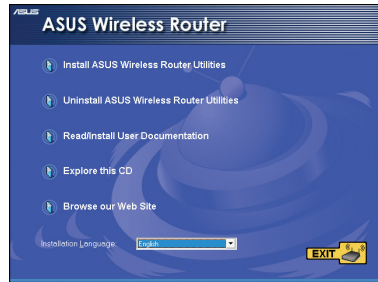 ASUS
ASUS Wireless Router
Install ASUS Wireless Router Utilities
Uninstall ASUS Wireless Router Utilities
Read/Install User Documentation
Explore this CD
Browse our Web Site
Installation Language: English
EXIT